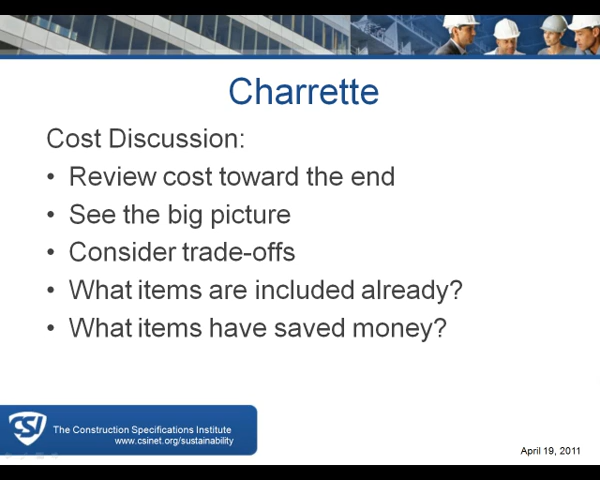 Charrette
Cost Discussion:
• Review cost toward the end
• See the big picture
• Consider trade-offs
• What items are included already?
• What items have saved money?
CSI
The Construction Specifications Institute
www.csinet.org/sustainability
April 19, 2011